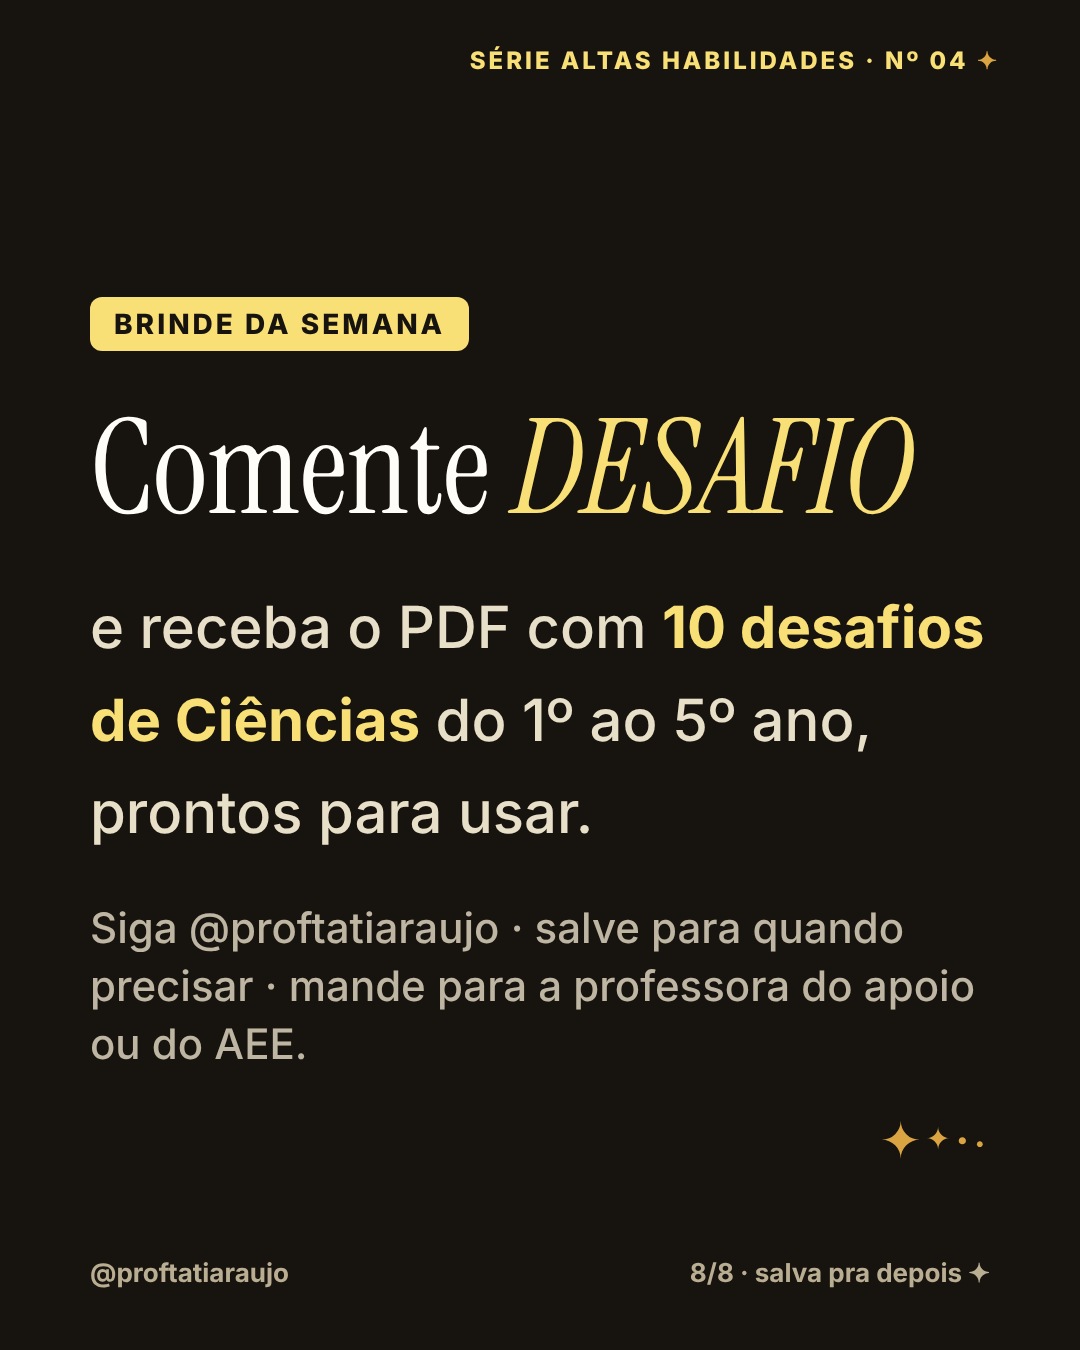 SÉRIE ALTAS HABILIDADES · Nº 04 ✦
BRINDE DA SEMANA
Comente DESAFIO
e receba o PDF com 10 desafios
de Ciências do 1º ao 5º ano,
prontos para usar.
Siga @proftatiaraujo · salve para quando
precisar · mande para a professora do apoio
ou do AEE.
@proftatiaraujo
8/8 · salva pra depois ✦